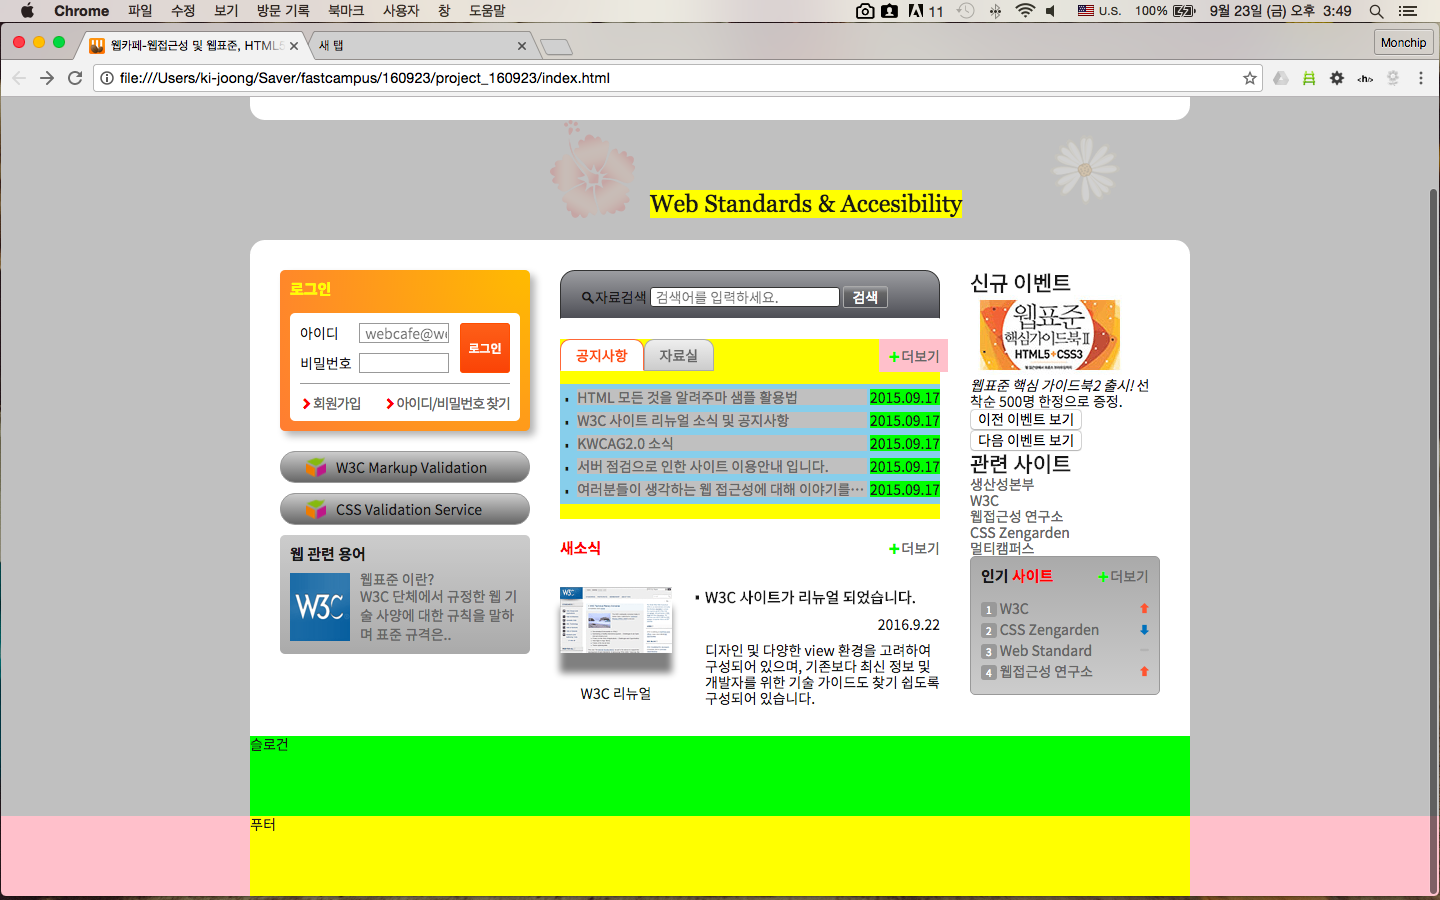 Chrome 파일 수정 보기 방문 기록 북마크 사용자 창 도움말 11 U.S. 100% 9월 23일 (금) 오후 3:49
웹카페-웹접근성 및 웹표준, HTML5 새 탭 Monchip
file:///Users/ki-joong/Saver/fastcampus/160923/project_160923/index.html
Web Standards & Accesibility
로그인
아이디 webcafe@we
비밀번호
로그인
회원가입 아이디/비밀번호 찾기
W3C Markup Validation
CSS Validation Service
웹 관련 용어
W3C
웹표준 이란?
W3C 단체에서 규정한 웹 기
술 사양에 대한 규칙을 말하
며 표준 규격은..
자료검색 검색어를 입력하세요. 검색
공지사항 자료실 +더보기
HTML 모든 것을 알려주마 샘플 활용법 2015.09.17
W3C 사이트 리뉴얼 소식 및 공지사항 2015.09.17
KWCAG2.0 소식 2015.09.17
서버 점검으로 인한 사이트 이용안내 입니다. 2015.09.17
여러분들이 생각하는 웹 접근성에 대해 이야기를… 2015.09.17
새소식 +더보기
W3C
W3C 리뉴얼
W3C 사이트가 리뉴얼 되었습니다.
2016.9.22
디자인 및 다양한 view 환경을 고려하여
구성되어 있으며, 기존보다 최신 정보 및
개발자를 위한 기술 가이드도 찾기 쉽도록
구성되어 있습니다.
신규 이벤트
웹표준
핵심가이드북II
HTML5+CSS3
웹표준 핵심 가이드북2 출시! 선
착순 500명 한정으로 증정.
이전 이벤트 보기
다음 이벤트 보기
관련 사이트
생산성본부
W3C
웹접근성 연구소
CSS Zengarden
멀티캠퍼스
인기 사이트 +더보기
1 W3C
2 CSS Zengarden
3 Web Standard
4 웹접근성 연구소
슬로건
푸터